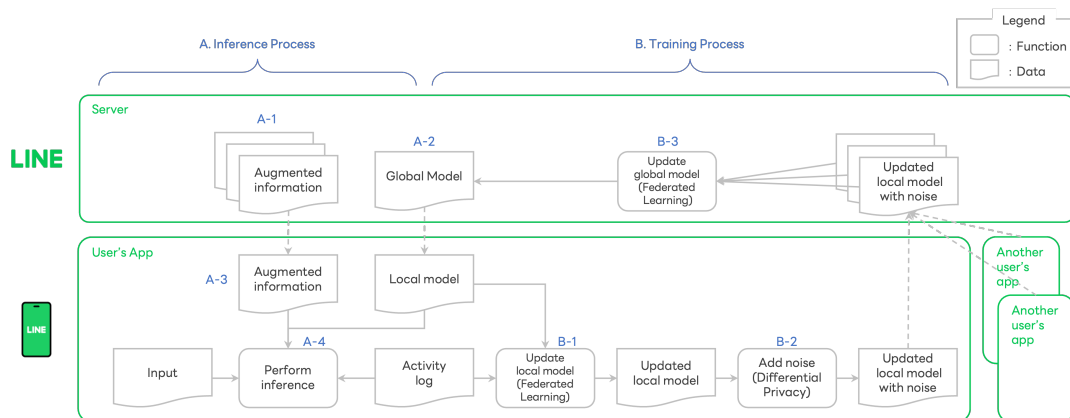 Legend
: Function
: Data
A. Inference Process
B. Training Process
Server
LINE
A-1
Augmented
information
A-2
Global Model
B-3
Update
global model
(Federated
Learning)
Updated
local model
with noise
User's App
A-3
Augmented
information
Local model
Another
user's
app
Another
user's
app
LINE
Input
A-4
Perform
inference
Activity
log
B-1
Update
local model
(Federated
Learning)
Updated
local model
B-2
Add noise
(Differential
Privacy)
Updated
local model
with noise